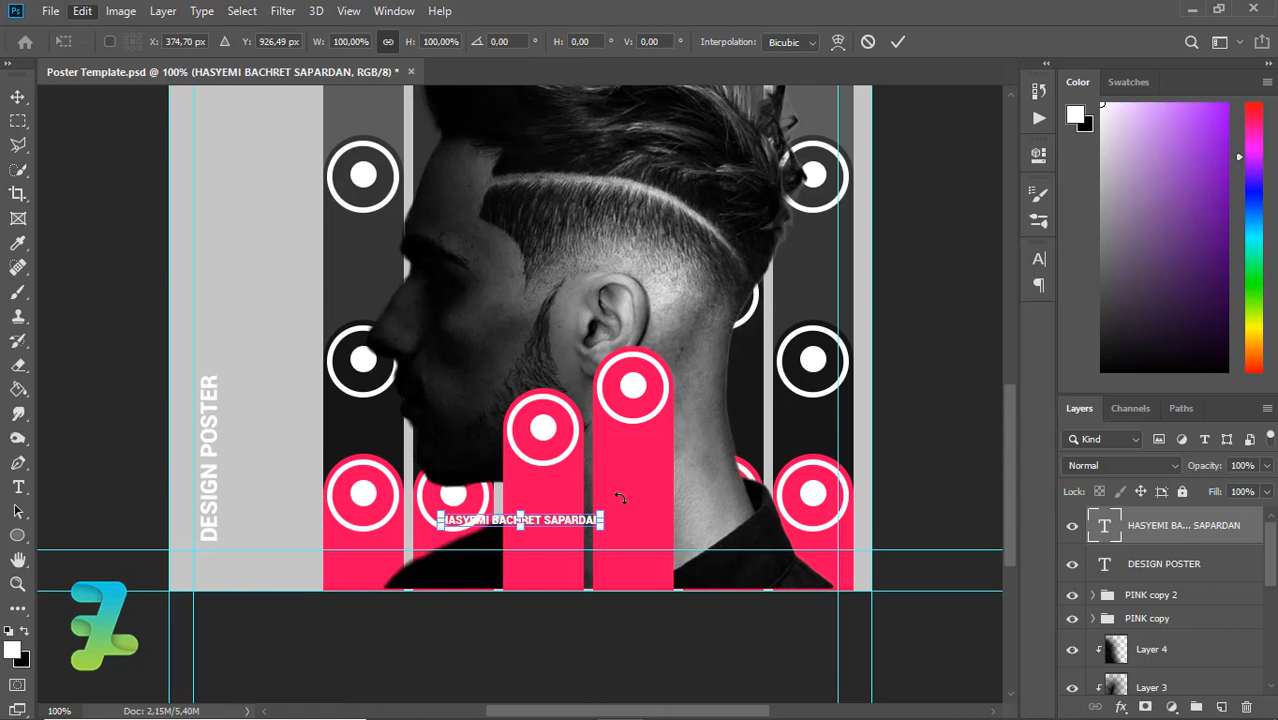 Ps File Edit Image Layer Type Select Filter 3D View Window Help
X: 374,70 px Y: 926,49 px W: 100,00% H: 100,00% 0,00 ° H: 0,00 ° V: 0,00 ° Interpolation: Bicubic
Poster Template.psd @ 100% (HASYEMI BACHRET SAPARDAN, RGB/8) * ×
Color Swatches
DESIGN POSTER
HASYEMI BACHRET SAPARDAN
Layers Channels Paths
Kind
Normal Opacity: 100%
Lock: Fill: 100%
T HASYEMI BA... SAPARDAN
T DESIGN POSTER
PINK copy 2
PINK copy
Layer 4
Layer 3
fx
100% Doc: 2,15M/5,40M